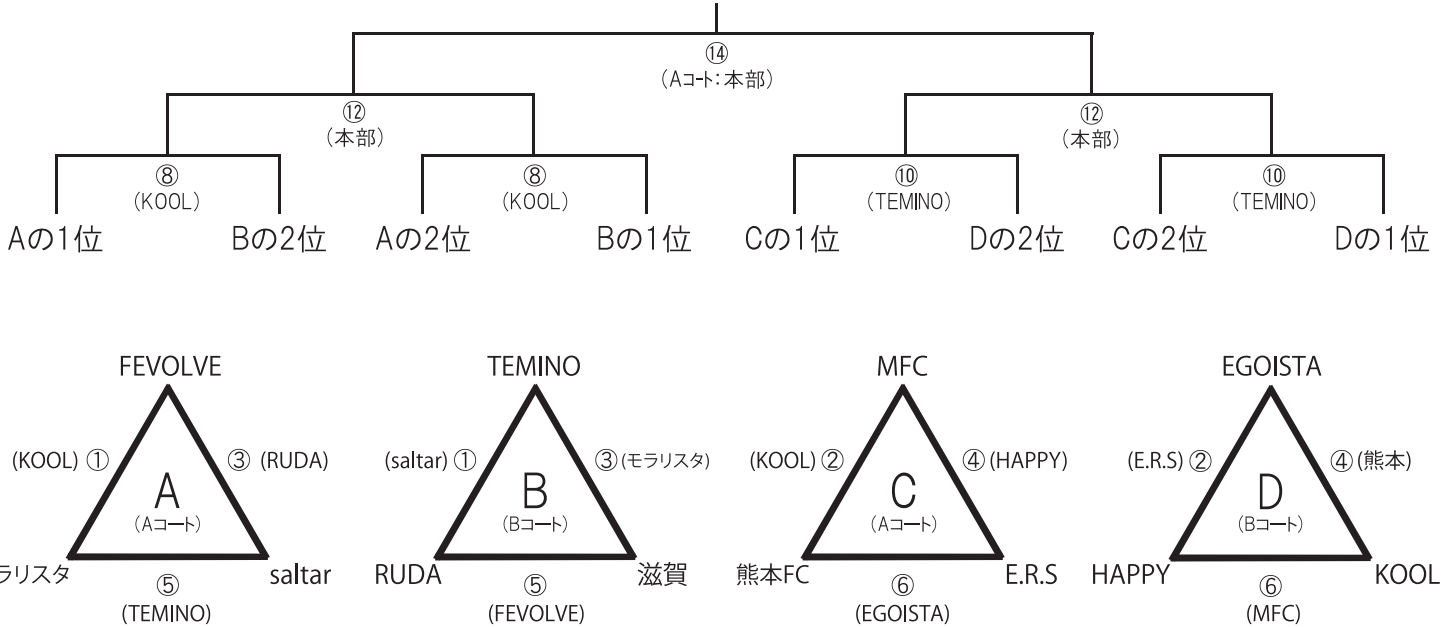 ⑭
(Aコート:本部)
⑫
(本部)
⑫
(本部)
⑧
(KOOL)
⑧
(KOOL)
⑩
(TEMINO)
⑩
(TEMINO)
Aの1位 Bの2位 Aの2位 Bの1位 Cの1位 Dの2位 Cの2位 Dの1位
FEVOLVE
(KOOL) ① ③ (RUDA)
A
(Aコート)
ラリスタ saltar
⑤
(TEMINO)
TEMINO
(saltar) ① ③ (モラリスタ)
B
(Bコート)
RUDA 滋賀
⑤
(FEVOLVE)
MFC
(KOOL) ② ④ (HAPPY)
C
(Aコート)
熊本FC E.R.S
⑥
(EGOISTA)
EGOISTA
(E.R.S) ② ④ (熊本)
D
(Bコート)
HAPPY KOOL
⑥
(MFC)